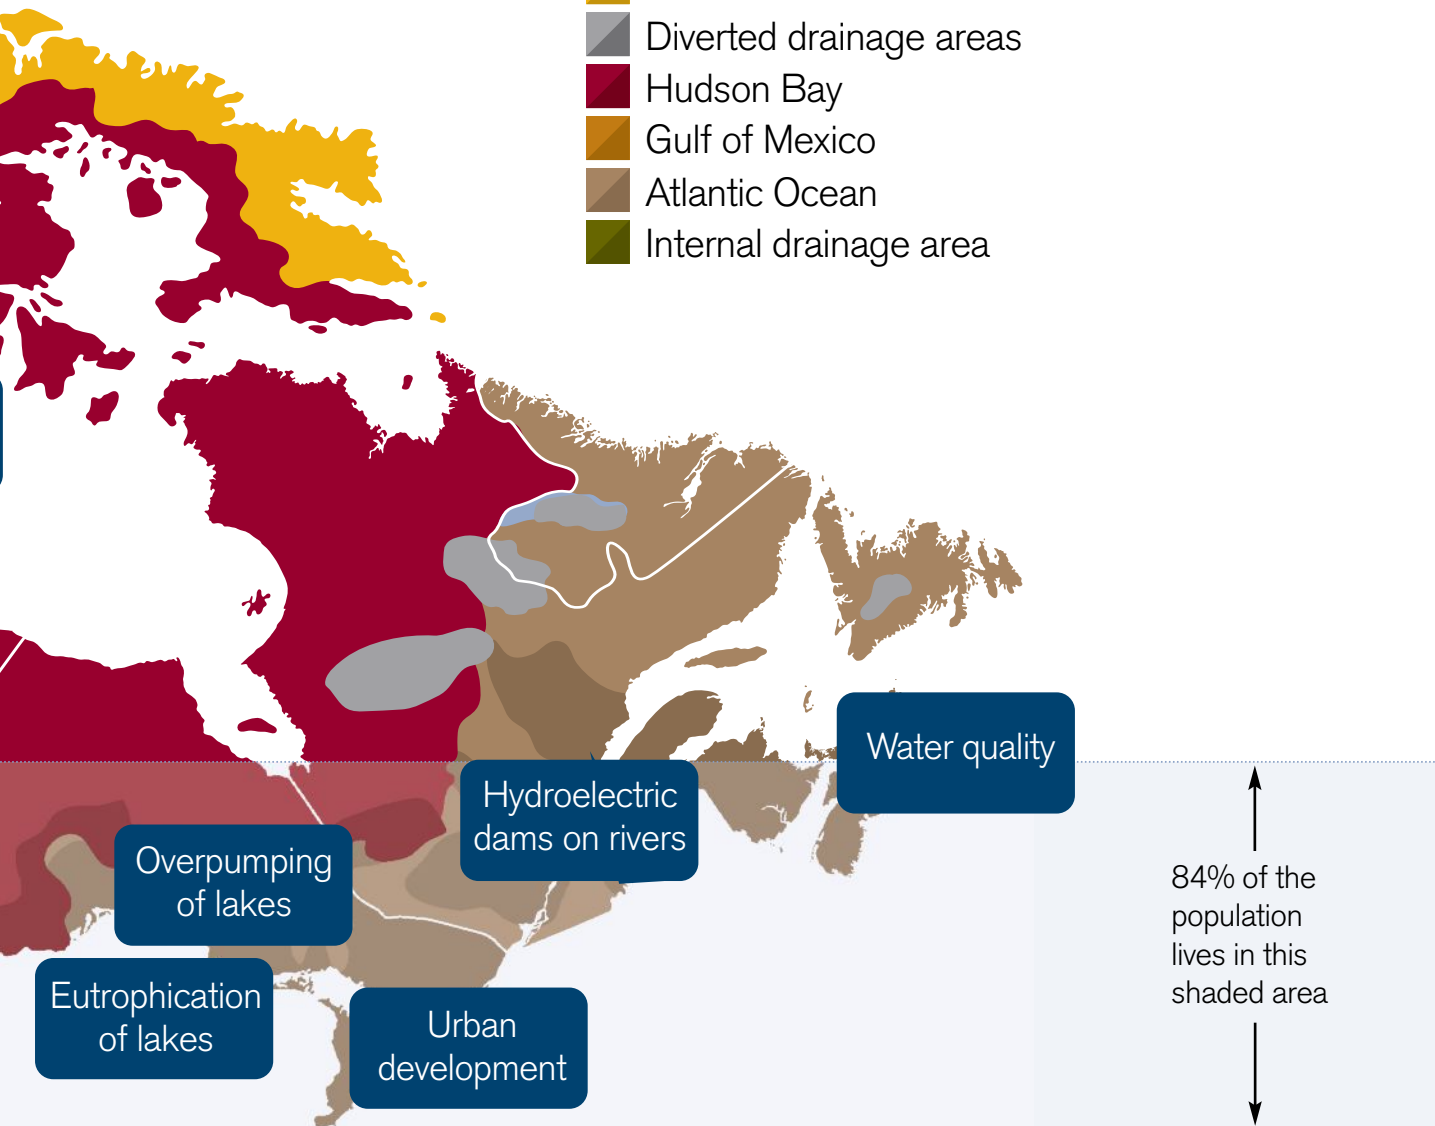 Diverted drainage areas
Hudson Bay
Gulf of Mexico
Atlantic Ocean
Internal drainage area
Water quality
Hydroelectric
dams on rivers
Overpumping
of lakes
84% of the
population
lives in this
shaded area
Eutrophication
of lakes
Urban
development